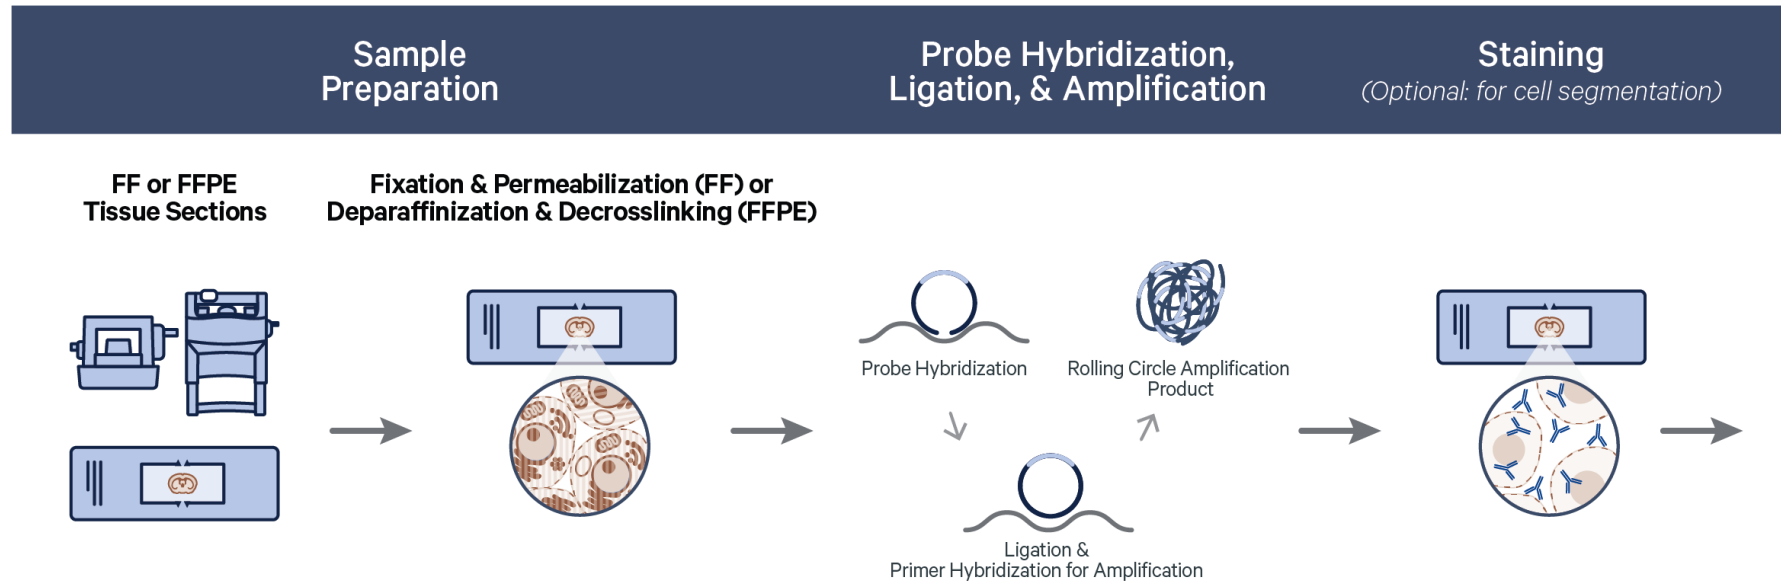 Sample
Preparation
Probe Hybridization,
Ligation, & Amplification
Staining
(Optional: for cell segmentation)
FF or FFPE
Tissue Sections
Fixation & Permeabilization (FF) or
Deparaffinization & Decrosslinking (FFPE)
Probe Hybridization
Rolling Circle Amplification
Product
Ligation &
Primer Hybridization for Amplification